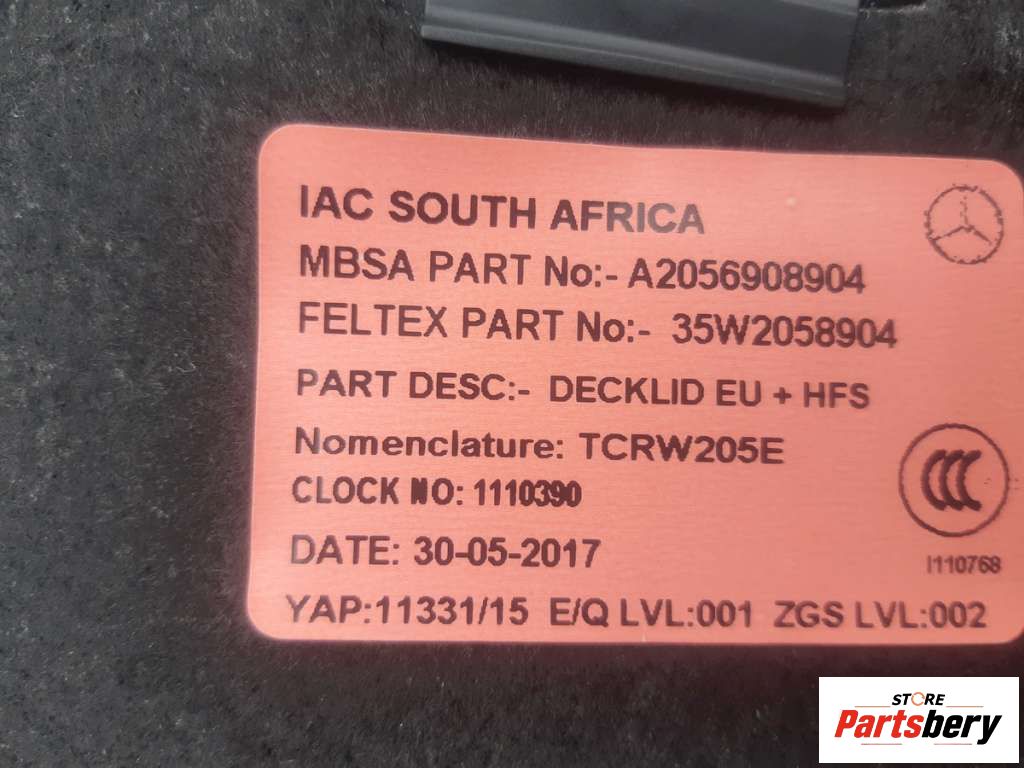 IAC SOUTH AFRICA
MBSA PART No:- A2056908904
FELTEX PART No:- 35W2058904
PART DESC:- DECKLID EU + HFS
Nomenclature: TCRW205E
CLOCK NO: 1110390
DATE: 30-05-2017
I110768
YAP:11331/15 E/Q LVL:001 ZGS LVL:002
STORE
Partsbery